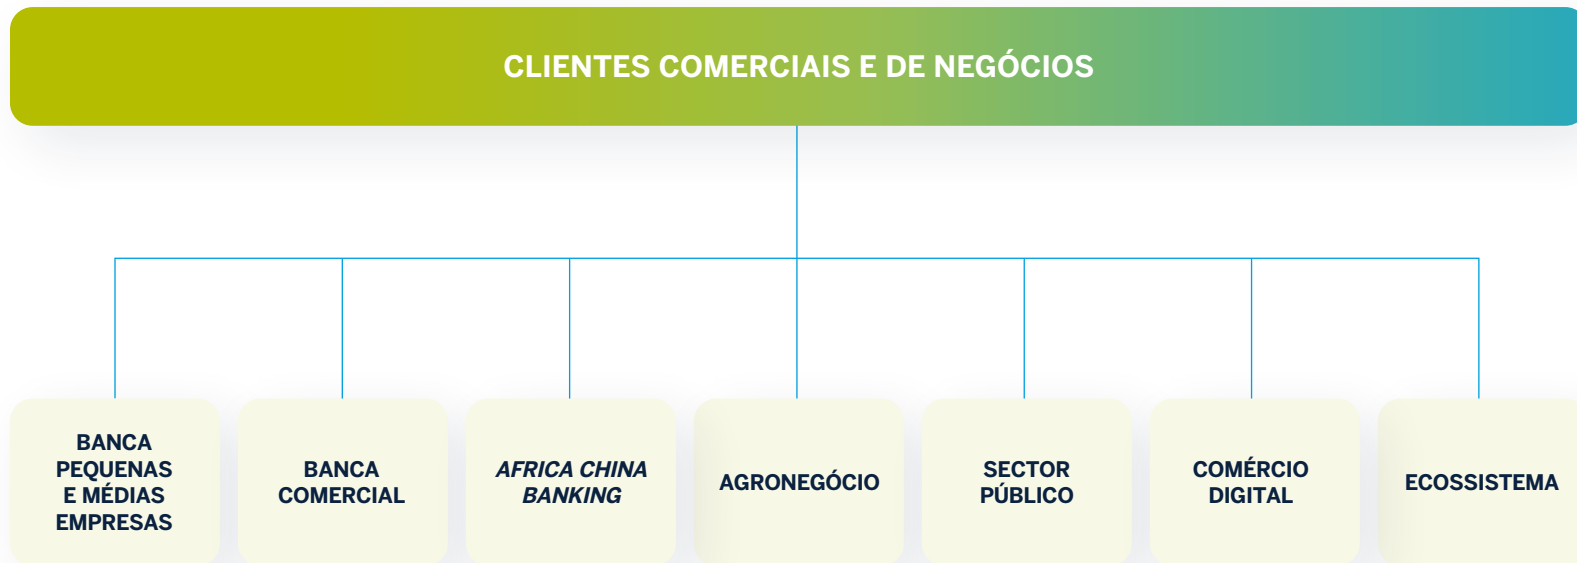 CLIENTES COMERCIAIS E DE NEGÓCIOS
BANCA
PEQUENAS
E MÉDIAS
EMPRESAS
BANCA
COMERCIAL
AFRICA CHINA
BANKING
AGRONEGÓCIO
SECTOR
PÚBLICO
COMÉRCIO
DIGITAL
ECOSSISTEMA